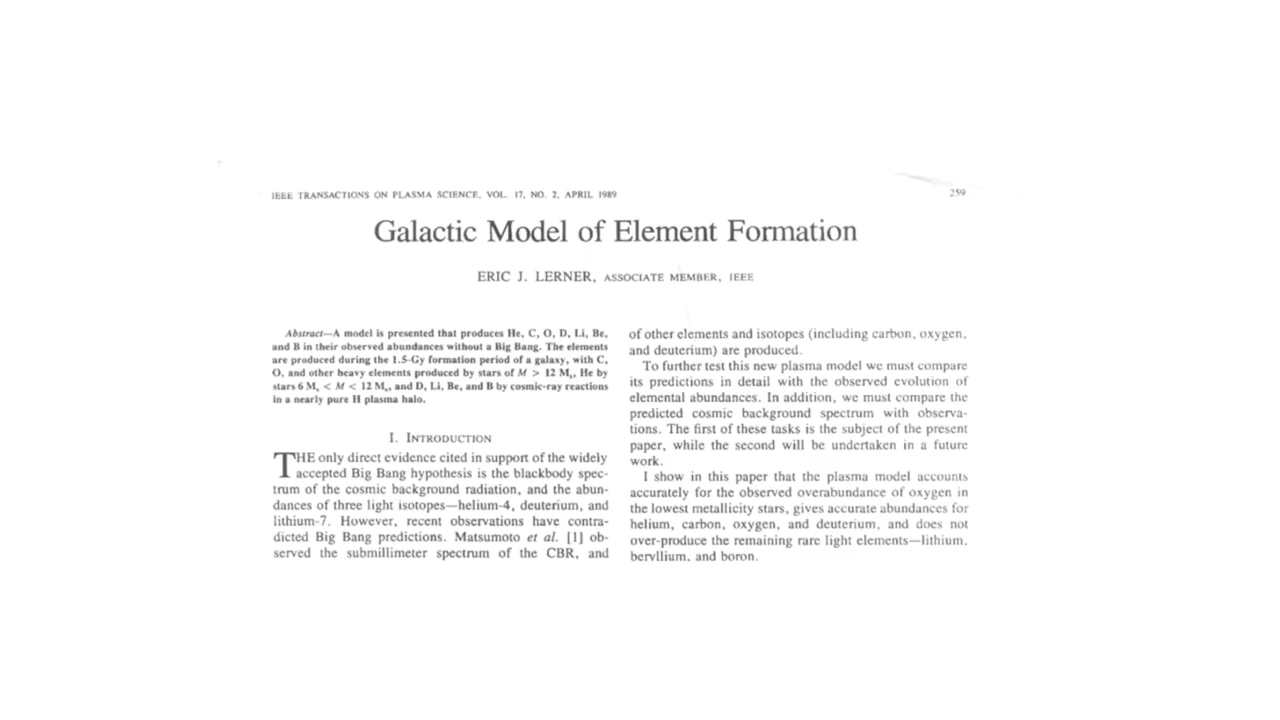 IEEE TRANSACTIONS ON PLASMA SCIENCE, VOL. 17, NO. 2, APRIL 1989
259
Galactic Model of Element Formation
ERIC J. LERNER, ASSOCIATE MEMBER, IEEE
Abstract—A model is presented that produces He, C, O, D, Li, Be,
and B in their observed abundances without a Big Bang. The elements
are produced during the 1.5-Gy formation period of a galaxy, with C,
O, and other heavy elements produced by stars of M > 12 Ms, He by
stars 6 Ms < M < 12 Ms, and D, Li, Be, and B by cosmic-ray reactions
in a nearly pure H plasma halo.
I. INTRODUCTION
THE only direct evidence cited in support of the widely
accepted Big Bang hypothesis is the blackbody spec-
trum of the cosmic background radiation, and the abun-
dances of three light isotopes—helium-4, deuterium, and
lithium-7. However, recent observations have contra-
dicted Big Bang predictions. Matsumoto et al. [1] ob-
served the submillimeter spectrum of the CBR, and
of other elements and isotopes (including carbon, oxygen,
and deuterium) are produced.
To further test this new plasma model we must compare
its predictions in detail with the observed evolution of
elemental abundances. In addition, we must compare the
predicted cosmic background spectrum with observa-
tions. The first of these tasks is the subject of the present
paper, while the second will be undertaken in a future
work.
I show in this paper that the plasma model accounts
accurately for the observed overabundance of oxygen in
the lowest metallicity stars, gives accurate abundances for
helium, carbon, oxygen, and deuterium, and does not
over-produce the remaining rare light elements—lithium,
beryllium, and boron.